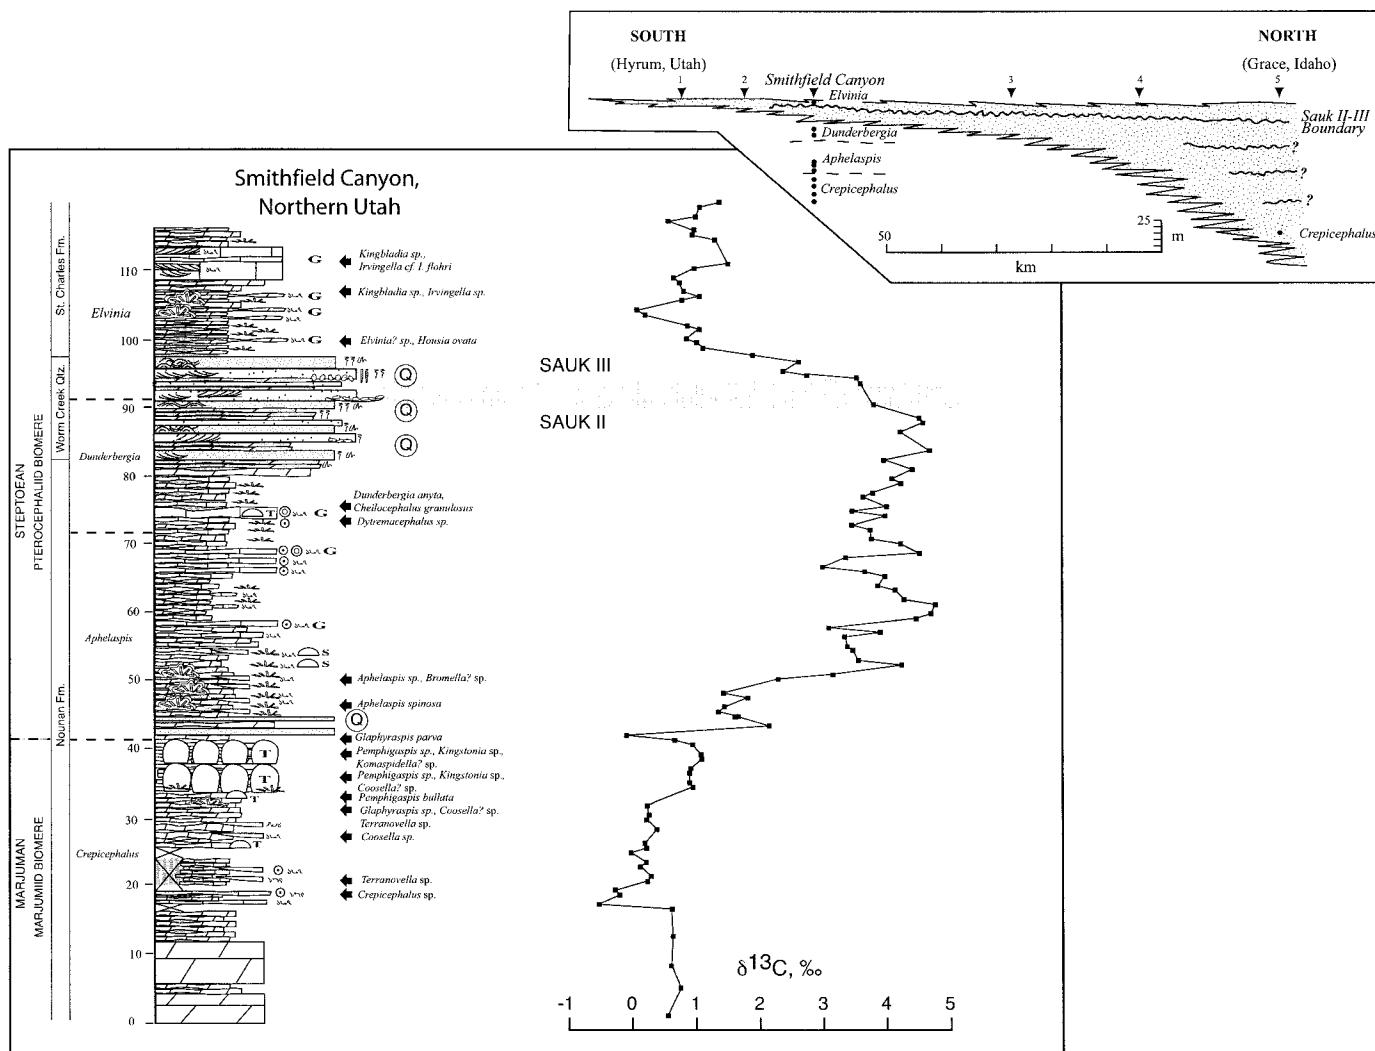 SOUTH
NORTH
(Hyrum, Utah)
Smithfield Canyon
(Grace, Idaho)
1
2
3
4
5
Elvinia
Sauk II-III
Boundary
Dunderbergia
?
Aphelaspis
?
Crepicephalus
?
Crepicephalus
25
m
50
km
Smithfield Canyon,
Northern Utah
St. Charles Fm.
Worm Creek Qtz.
Nounan Fm.
STEPTOEAN
PTEROCEPHALIID BIOMERE
MARJUMAN
MARJUMIID BIOMERE
Elvinia
Dunderbergia
Aphelaspis
Crepicephalus
110
100
90
80
70
60
50
40
30
20
10
0
G
Kingbladia sp.,
Irvingella cf. I. flohri
G
Kingbladia sp., Irvingella sp.
G
G
Elvinia? sp., Housia ovata
Q
SAUK III
Q
SAUK II
Q
Dunderbergia anyta,
Cheilocephalus granulosus
T
G
Dytremacephalus sp.
G
G
S
S
Aphelaspis sp., Bromella? sp.
Aphelaspis spinosa
Q
Glaphyraspis parva
T
Pemphigaspis sp., Kingstonia sp.,
Komaspidella? sp.
T
Pemphigaspis sp., Kingstonia sp.,
Coosella? sp.
T
Pemphigaspis bullata
Glaphyraspis sp., Coosella? sp.
Terranovella sp.
Coosella sp.
T
Terranovella sp.
Crepicephalus sp.
δ13C, ‰
-1 0 1 2 3 4 5